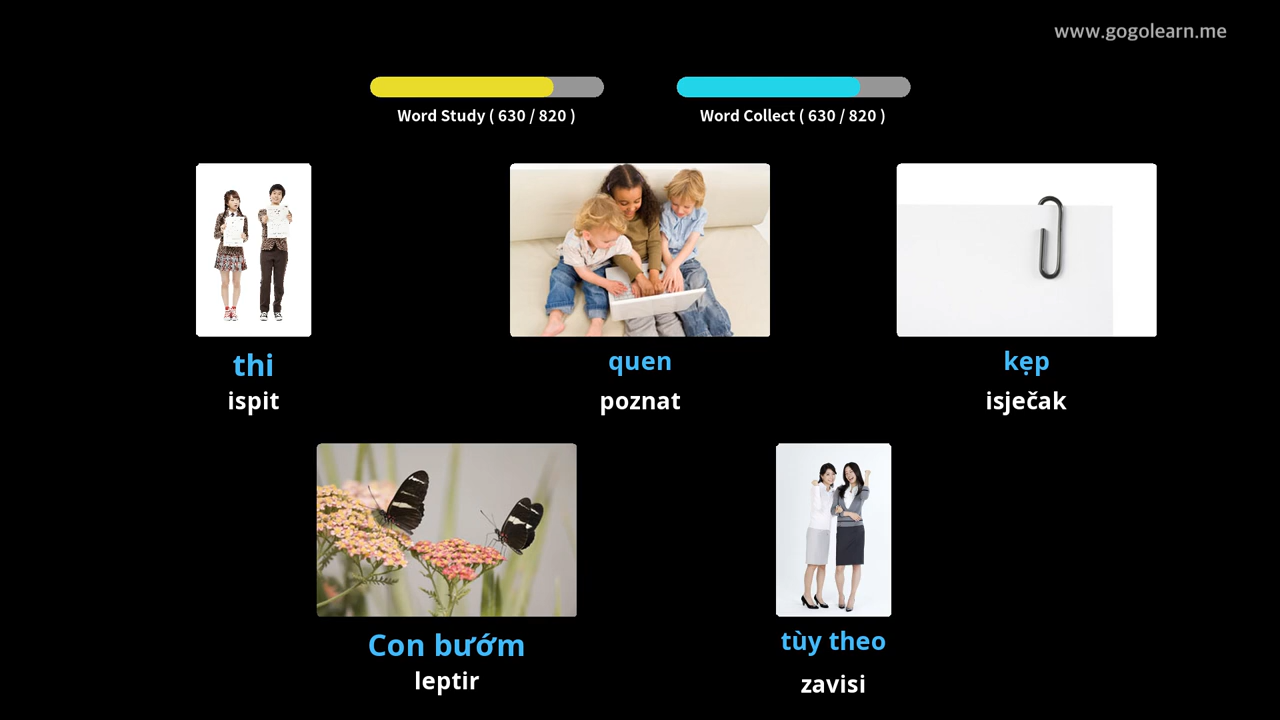 www.gogolearn.me
Word Study ( 630 / 820 )
Word Collect ( 630 / 820 )
thi
ispit
quen
poznat
kẹp
isječak
Con bướm
leptir
tùy theo
zavisi